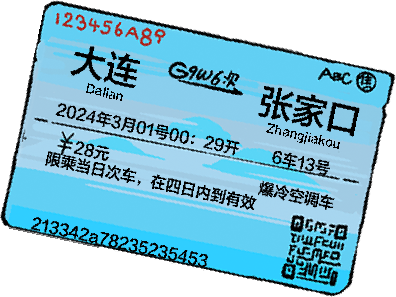 123456A89
大连 G9W6次 ABC 售
Dalian 张家口
Zhangjiakou
2024年3月01号00：29开 6车13号
￥28元
限乘当日次车，在四日内到有效 爆冷空调车
213342a78235235453